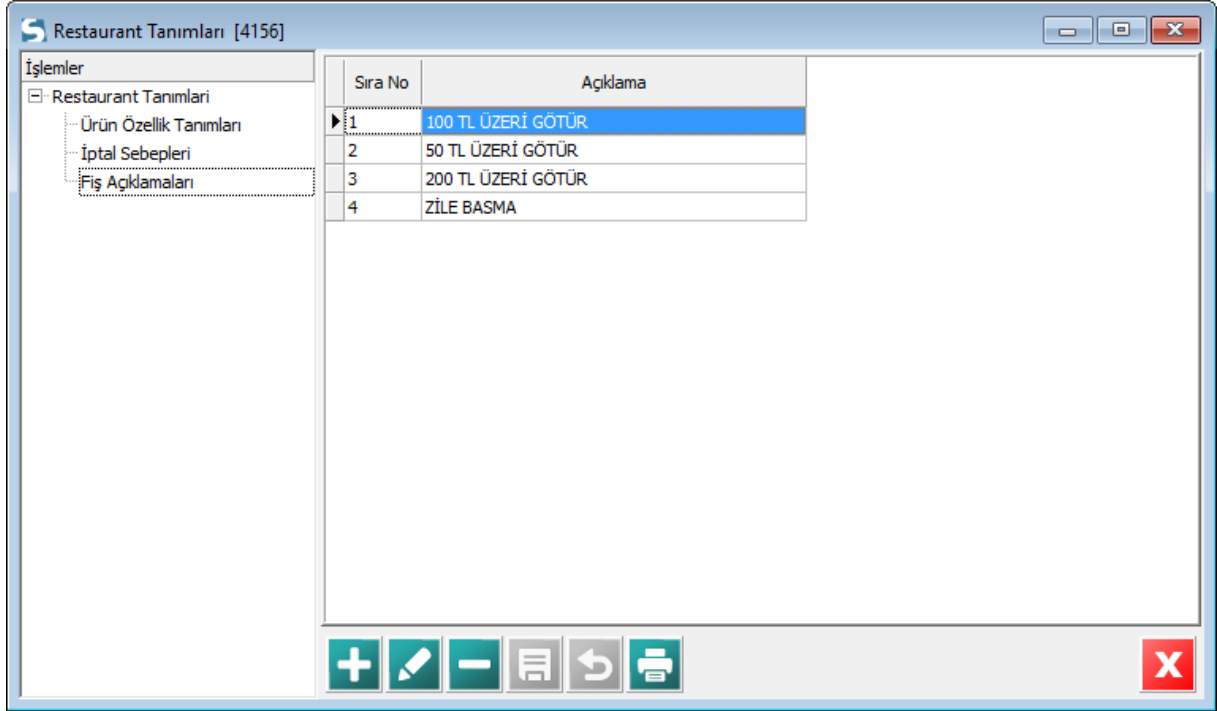 Restaurant Tanımları [4156]
İşlemler
Restaurant Tanımlari
Ürün Özellik Tanımları
İptal Sebepleri
Fiş Açıklamaları
Sıra No Açıklama
1 100 TL ÜZERİ GÖTÜR
2 50 TL ÜZERİ GÖTÜR
3 200 TL ÜZERİ GÖTÜR
4 ZİLE BASMA